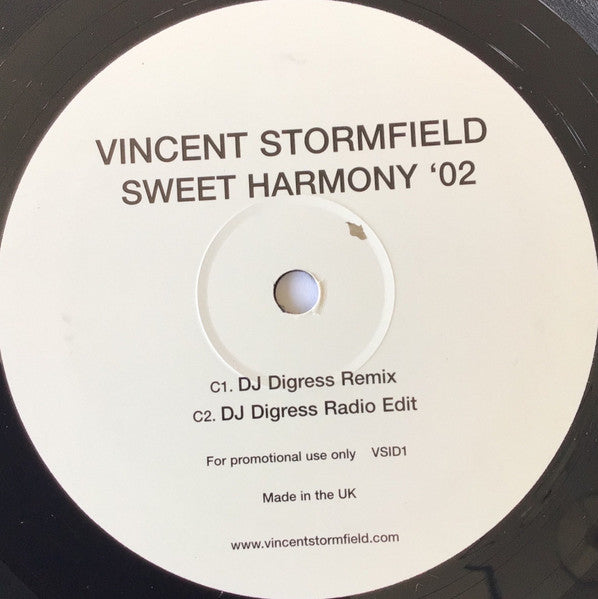 VINCENT STORMFIELD
SWEET HARMONY ‘02
C1. DJ Digress Remix
C2. DJ Digress Radio Edit
For promotional use only VSID1
Made in the UK
www.vincentstormfield.com